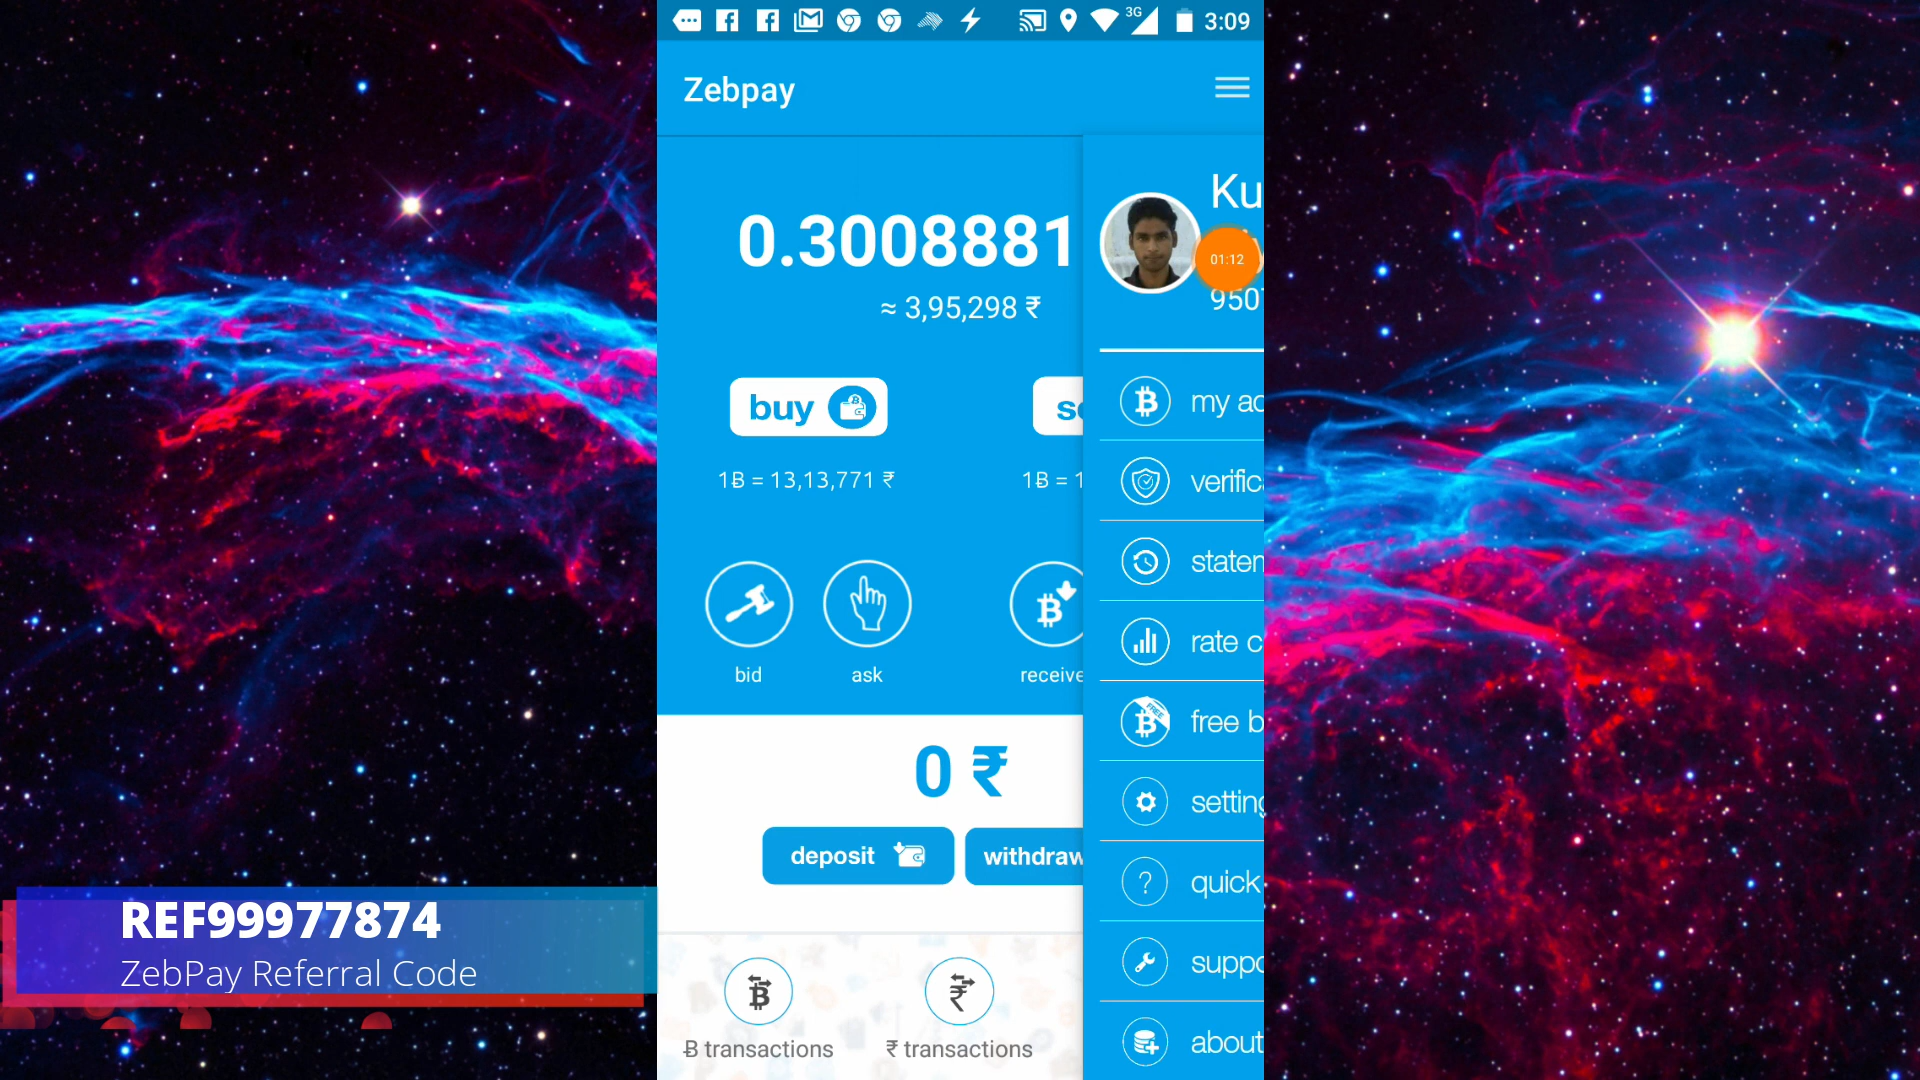 3G 3:09
Zebpay
Ku
0.3008881
01:12
≈ 3,95,298 ₹
950
buy
1Ƀ = 13,13,771 ₹
1Ƀ = 1
my ac
verific
staten
rate c
free b
FREE
settin
quick
suppo
about
bid
ask
receive
0 ₹
deposit
withdraw
Ƀ transactions
₹ transactions
REF99977874
ZebPay Referral Code